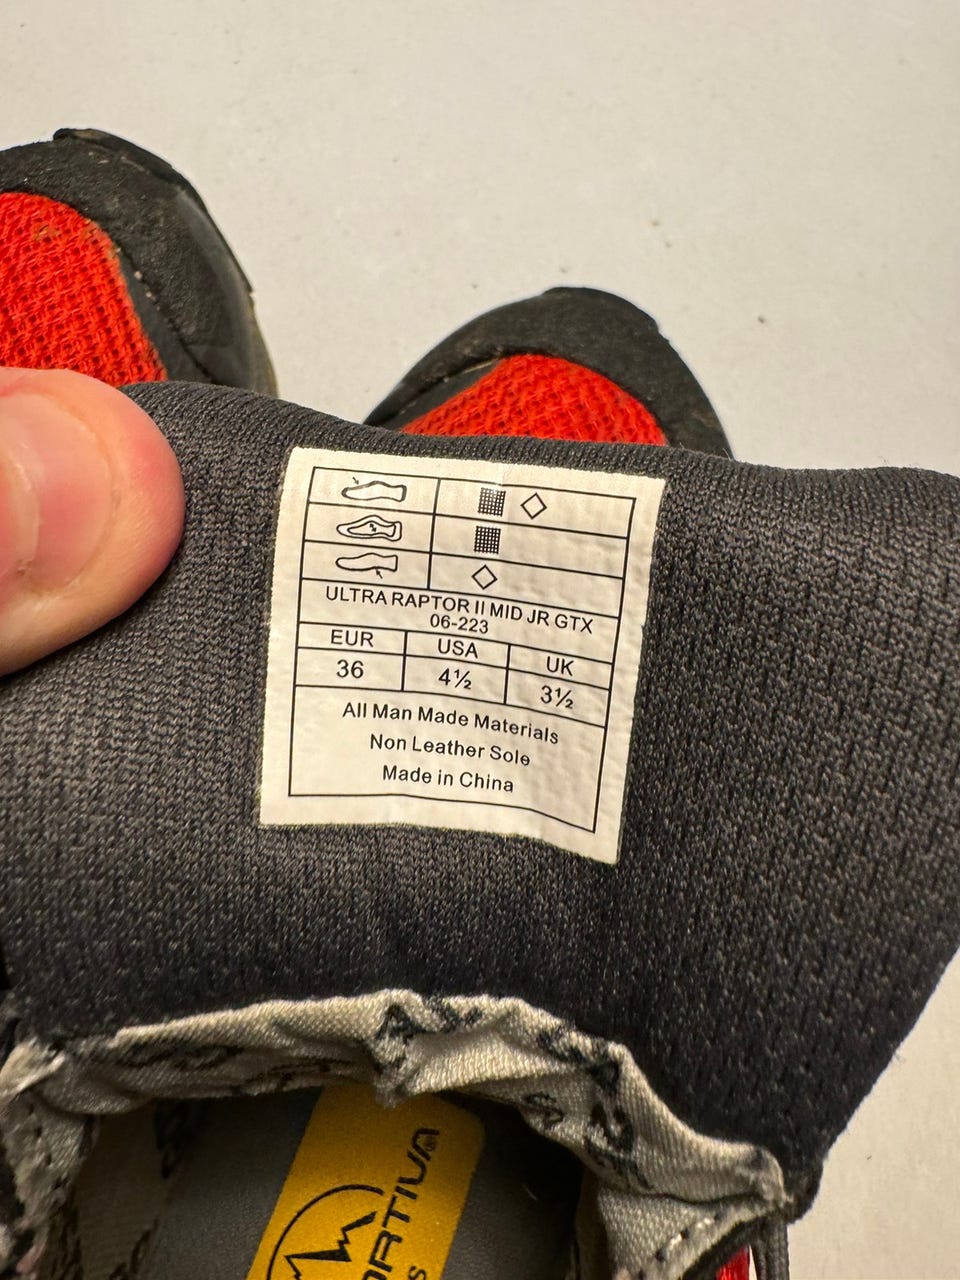 ULTRA RAPTOR II MID JR GTX
06-223
EUR USA UK
36 4½ 3½
All Man Made Materials
Non Leather Sole
Made in China